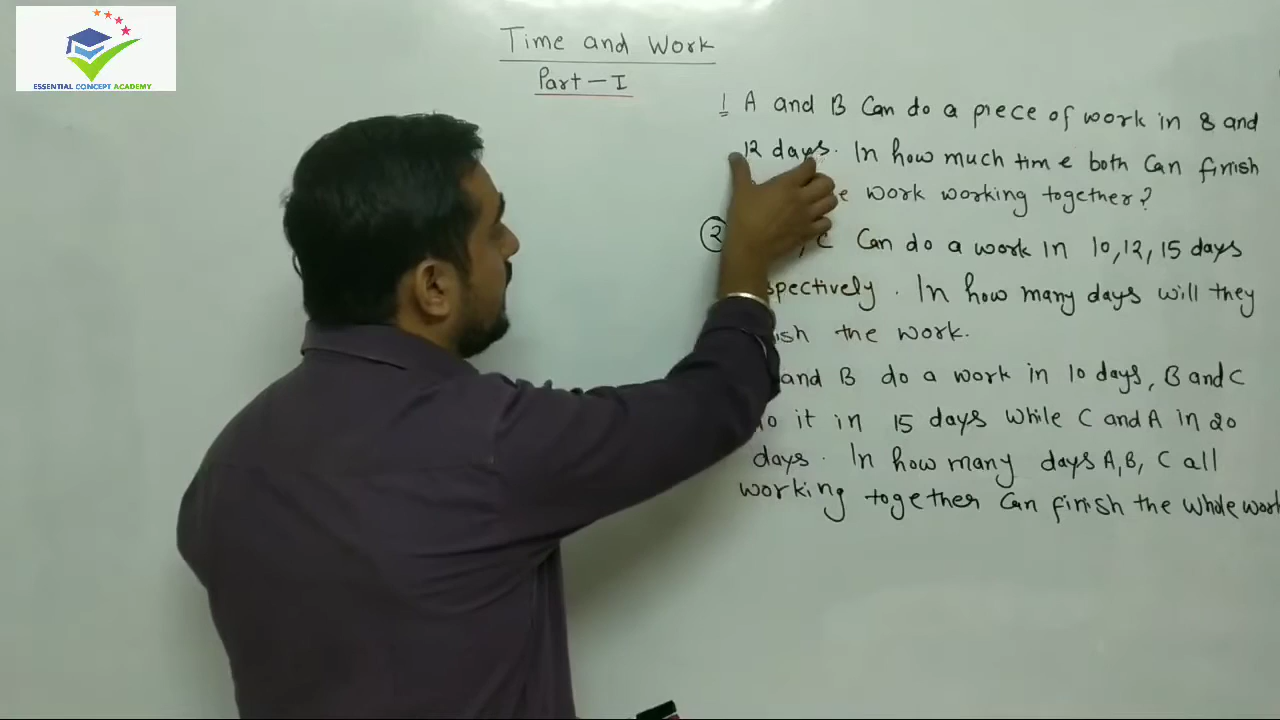 ESSENTIAL CONCEPT ACADEMY
Time and Work
Part - I
1 A and B Can do a piece of work in 8 and
12 days. In how much time both Can finish
work working together?
2 C Can do a work in 10, 12, 15 days
spectively. In how many days will they
ish the work.
and B do a work in 10 days, B and C
it in 15 days while C and A in 20
days. In how many days A, B, C all
working together Can finish the whole work